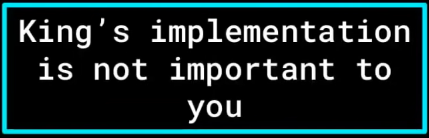 King’s implementation
is not important to
you